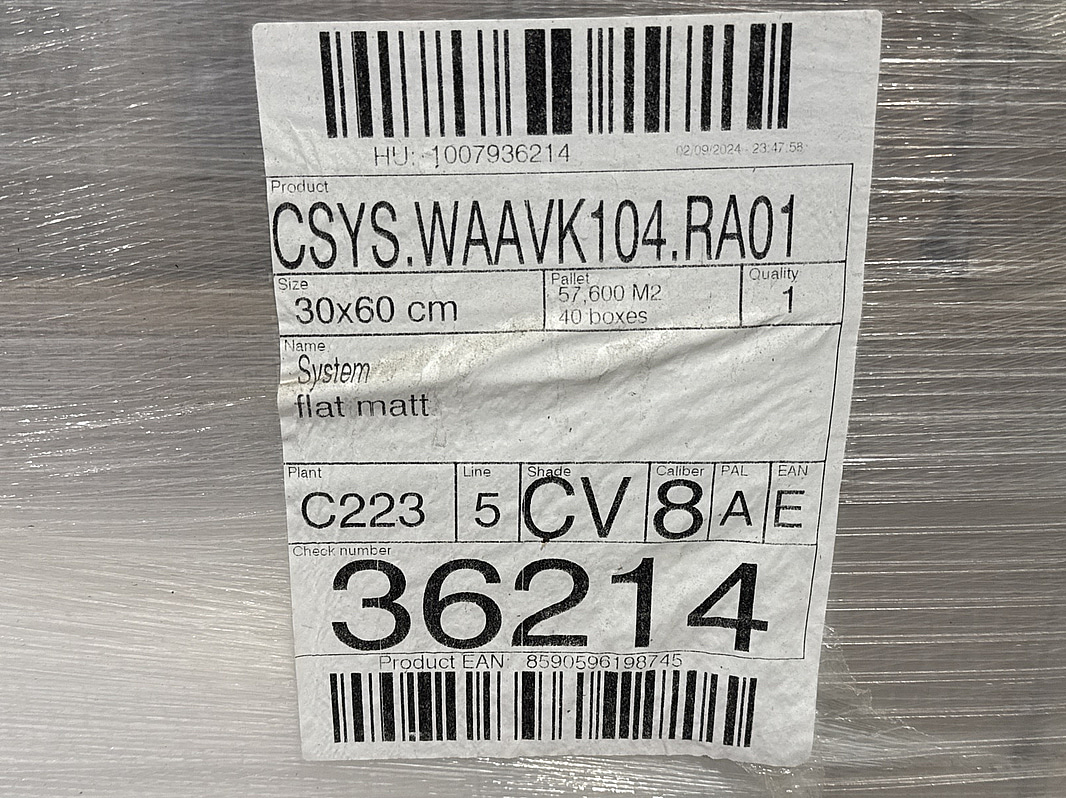 HU: 1007936214
02/09/2024 - 23:47:58
Product
CSYS.WAAVK104.RA01
Size
30x60 cm
Pallet
57,600 M2
40 boxes
Quality
1
Name
System
flat matt
Plant
C223
Line
5
Shade
CV
Caliber
8
PAL
A
EAN
E
Check number
36214
Product EAN: 8590596198745